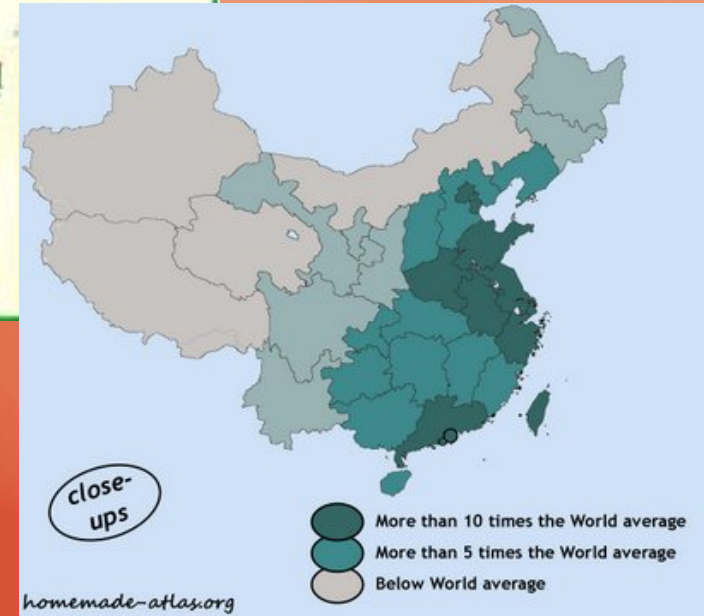 close-
ups
More than 10 times the World average
More than 5 times the World average
Below World average
homemade-atlas.org